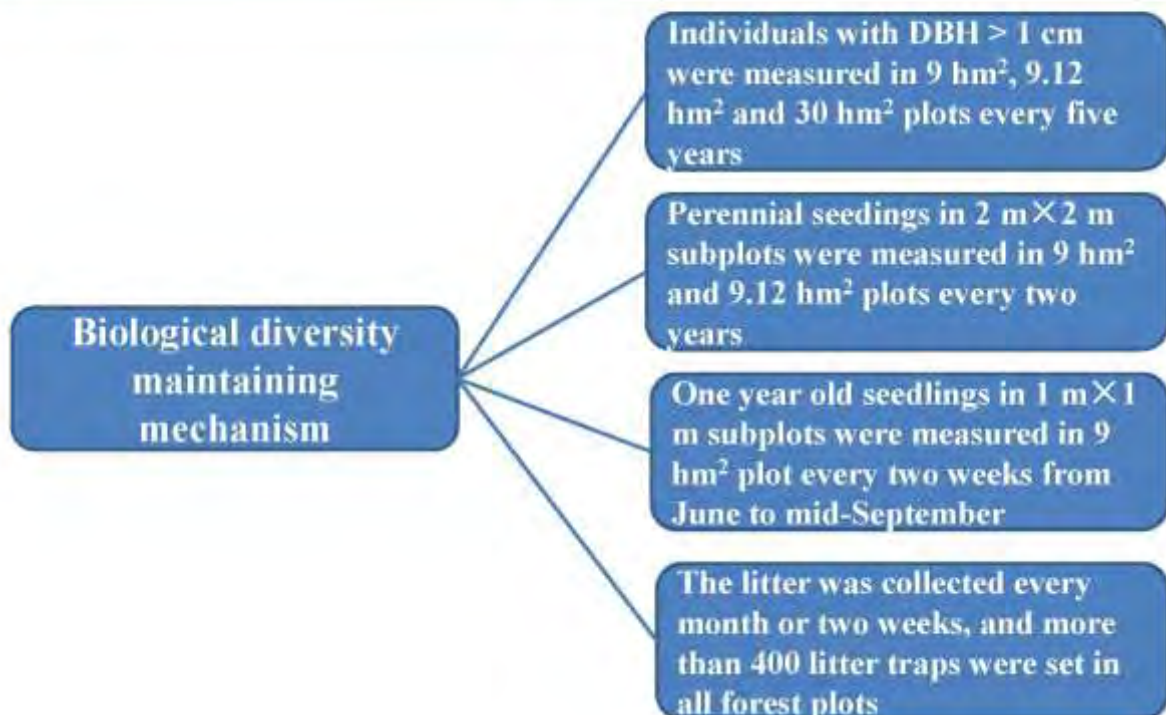 Individuals with DBH > 1 cm
were measured in 9 hm², 9.12
hm² and 30 hm² plots every five
years
Perennial seedings in 2 m×2 m
subplots were measured in 9 hm²
and 9.12 hm² plots every two
years
Biological diversity
maintaining
mechanism
One year old seedlings in 1 m×1
m subplots were measured in 9
hm² plot every two weeks from
June to mid-September
The litter was collected every
month or two weeks, and more
than 400 litter traps were set in
all forest plots